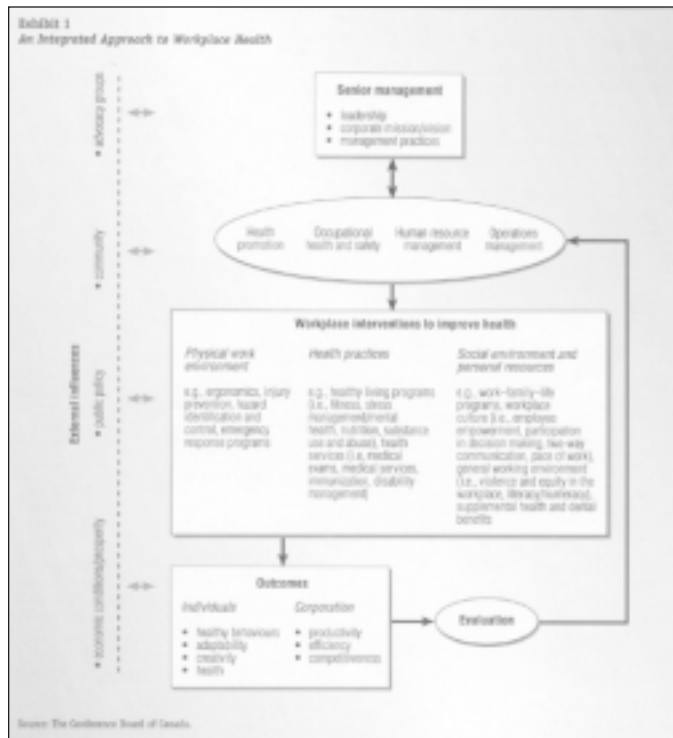 Exhibit 1
An Integrated Approach to Workplace Health
Senior management
• leadership
• corporate mission/vision
• management practices
Health promotion
Occupational health and safety
Human resource management
Operations management
Workplace interventions to improve health
Physical work
environment
e.g., ergonomics, injury
prevention, hazard
identification and
control, emergency
response programs
Health practices
e.g., healthy living programs
(i.e., fitness, stress
management/mental
health, nutrition, substance
use and abuse), health
services (i.e., medical
exams, medical services,
immunization, disability
management)
Social environment and
personal resources
e.g., work–family–life
programs, workplace
culture (i.e., employee
empowerment, participation
in decision making, two-way
communication, pace of work),
general working environment
(i.e., violence and equity in the
workplace, literacy/numeracy),
supplemental health and dental
benefits
Outcomes
Individuals
• healthy behaviours
• adaptability
• creativity
• health
Corporation
• productivity
• efficiency
• competitiveness
Evaluation
External influences
• advocacy groups
• community
• public policy
• economic conditions/prosperity
Source: The Conference Board of Canada.